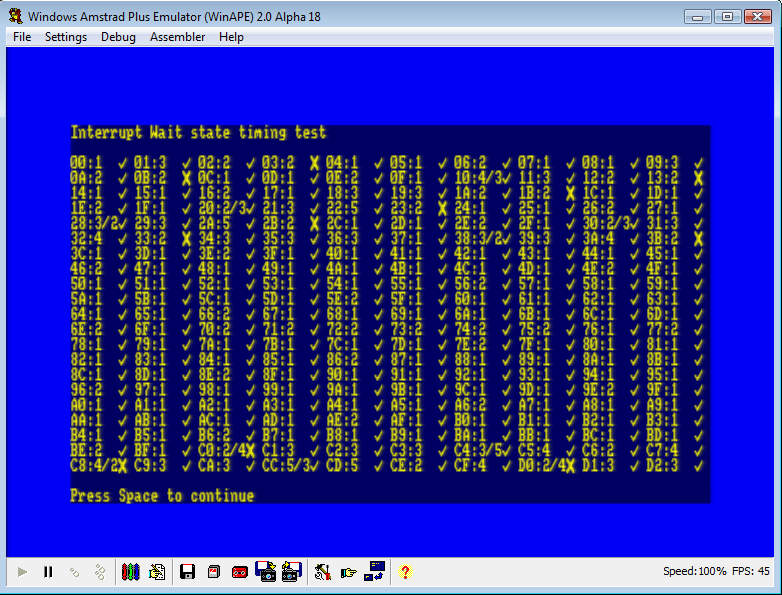 Windows Amstrad Plus Emulator (WinAPE) 2.0 Alpha 18
File Settings Debug Assembler Help
Interrupt Wait state timing test
00:1 ✓ 01:3 ✓ 02:2 ✓ 03:2 X 04:1 ✓ 05:1 ✓ 06:2 ✓ 07:1 ✓ 08:1 ✓ 09:3 ✓
0A:2 ✓ 0B:2 X 0C:1 ✓ 0D:1 ✓ 0E:2 ✓ 0F:1 ✓ 10:4/3✓ 11:3 ✓ 12:2 ✓ 13:2 X
14:1 ✓ 15:1 ✓ 16:2 ✓ 17:1 ✓ 18:3 ✓ 19:3 ✓ 1A:2 ✓ 1B:2 X 1C:1 ✓ 1D:1 ✓
1E:2 ✓ 1F:1 ✓ 20:2/3✓ 21:3 ✓ 22:5 ✓ 23:2 X 24:1 ✓ 25:1 ✓ 26:2 ✓ 27:1 ✓
28:3/2✓ 29:3 ✓ 2A:5 ✓ 2B:2 X 2C:1 ✓ 2D:1 ✓ 2E:2 ✓ 2F:1 ✓ 30:2/3✓ 31:3 ✓
32:4 ✓ 33:2 X 34:3 ✓ 35:3 ✓ 36:3 ✓ 37:1 ✓ 38:3/2✓ 39:3 ✓ 3A:4 ✓ 3B:2 X
3C:1 ✓ 3D:1 ✓ 3E:2 ✓ 3F:1 ✓ 40:1 ✓ 41:1 ✓ 42:1 ✓ 43:1 ✓ 44:1 ✓ 45:1 ✓
46:2 ✓ 47:1 ✓ 48:1 ✓ 49:1 ✓ 4A:1 ✓ 4B:1 ✓ 4C:1 ✓ 4D:1 ✓ 4E:2 ✓ 4F:1 ✓
50:1 ✓ 51:1 ✓ 52:1 ✓ 53:1 ✓ 54:1 ✓ 55:1 ✓ 56:2 ✓ 57:1 ✓ 58:1 ✓ 59:1 ✓
5A:1 ✓ 5B:1 ✓ 5C:1 ✓ 5D:1 ✓ 5E:2 ✓ 5F:1 ✓ 60:1 ✓ 61:1 ✓ 62:1 ✓ 63:1 ✓
64:1 ✓ 65:1 ✓ 66:2 ✓ 67:1 ✓ 68:1 ✓ 69:1 ✓ 6A:1 ✓ 6B:1 ✓ 6C:1 ✓ 6D:1 ✓
6E:2 ✓ 6F:1 ✓ 70:2 ✓ 71:2 ✓ 72:2 ✓ 73:2 ✓ 74:2 ✓ 75:2 ✓ 76:1 ✓ 77:2 ✓
78:1 ✓ 79:1 ✓ 7A:1 ✓ 7B:1 ✓ 7C:1 ✓ 7D:1 ✓ 7E:2 ✓ 7F:1 ✓ 80:1 ✓ 81:1 ✓
82:1 ✓ 83:1 ✓ 84:1 ✓ 85:1 ✓ 86:2 ✓ 87:1 ✓ 88:1 ✓ 89:1 ✓ 8A:1 ✓ 8B:1 ✓
8C:1 ✓ 8D:1 ✓ 8E:2 ✓ 8F:1 ✓ 90:1 ✓ 91:1 ✓ 92:1 ✓ 93:1 ✓ 94:1 ✓ 95:1 ✓
96:2 ✓ 97:1 ✓ 98:1 ✓ 99:1 ✓ 9A:1 ✓ 9B:1 ✓ 9C:1 ✓ 9D:1 ✓ 9E:2 ✓ 9F:1 ✓
A0:1 ✓ A1:1 ✓ A2:1 ✓ A3:1 ✓ A4:1 ✓ A5:1 ✓ A6:2 ✓ A7:1 ✓ A8:1 ✓ A9:1 ✓
AA:1 ✓ AB:1 ✓ AC:1 ✓ AD:1 ✓ AE:2 ✓ AF:1 ✓ B0:1 ✓ B1:1 ✓ B2:1 ✓ B3:1 ✓
B4:1 ✓ B5:1 ✓ B6:2 ✓ B7:1 ✓ B8:1 ✓ B9:1 ✓ BA:1 ✓ BB:1 ✓ BC:1 ✓ BD:1 ✓
BE:2 ✓ BF:1 ✓ C0:2/4X C1:3 ✓ C2:3 ✓ C3:3 ✓ C4:3/5✓ C5:4 ✓ C6:2 ✓ C7:4 ✓
C8:4/2X C9:3 ✓ CA:3 ✓ CC:5/3✓ CD:5 ✓ CE:2 ✓ CF:4 ✓ D0:2/4X D1:3 ✓ D2:3 ✓
Press Space to continue
Speed:100% FPS: 45